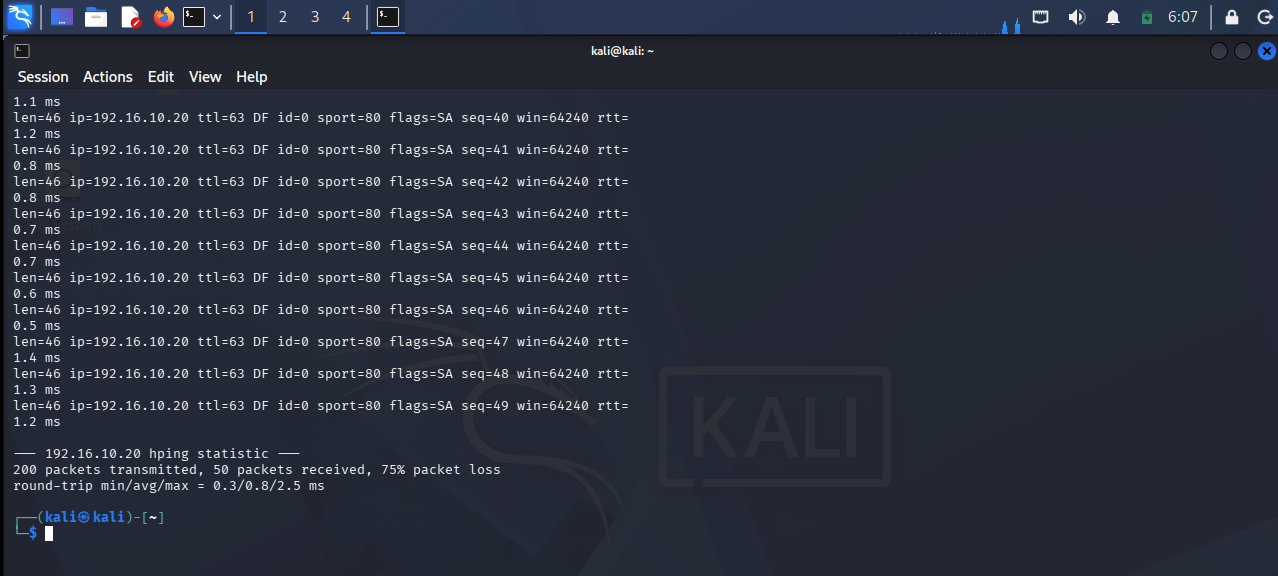 1 2 3 4 6:07
kali@kali: ~
Session Actions Edit View Help
1.1 ms
len=46 ip=192.16.10.20 ttl=63 DF id=0 sport=80 flags=SA seq=40 win=64240 rtt=
1.2 ms
len=46 ip=192.16.10.20 ttl=63 DF id=0 sport=80 flags=SA seq=41 win=64240 rtt=
0.8 ms
len=46 ip=192.16.10.20 ttl=63 DF id=0 sport=80 flags=SA seq=42 win=64240 rtt=
0.8 ms
len=46 ip=192.16.10.20 ttl=63 DF id=0 sport=80 flags=SA seq=43 win=64240 rtt=
0.7 ms
len=46 ip=192.16.10.20 ttl=63 DF id=0 sport=80 flags=SA seq=44 win=64240 rtt=
0.7 ms
len=46 ip=192.16.10.20 ttl=63 DF id=0 sport=80 flags=SA seq=45 win=64240 rtt=
0.6 ms
len=46 ip=192.16.10.20 ttl=63 DF id=0 sport=80 flags=SA seq=46 win=64240 rtt=
0.5 ms
len=46 ip=192.16.10.20 ttl=63 DF id=0 sport=80 flags=SA seq=47 win=64240 rtt=
1.4 ms
len=46 ip=192.16.10.20 ttl=63 DF id=0 sport=80 flags=SA seq=48 win=64240 rtt=
1.3 ms
len=46 ip=192.16.10.20 ttl=63 DF id=0 sport=80 flags=SA seq=49 win=64240 rtt=
1.2 ms
KALI
--- 192.16.10.20 hping statistic ---
200 packets transmitted, 50 packets received, 75% packet loss
round-trip min/avg/max = 0.3/0.8/2.5 ms
┌──(kali㉿kali)-[~]
└─$